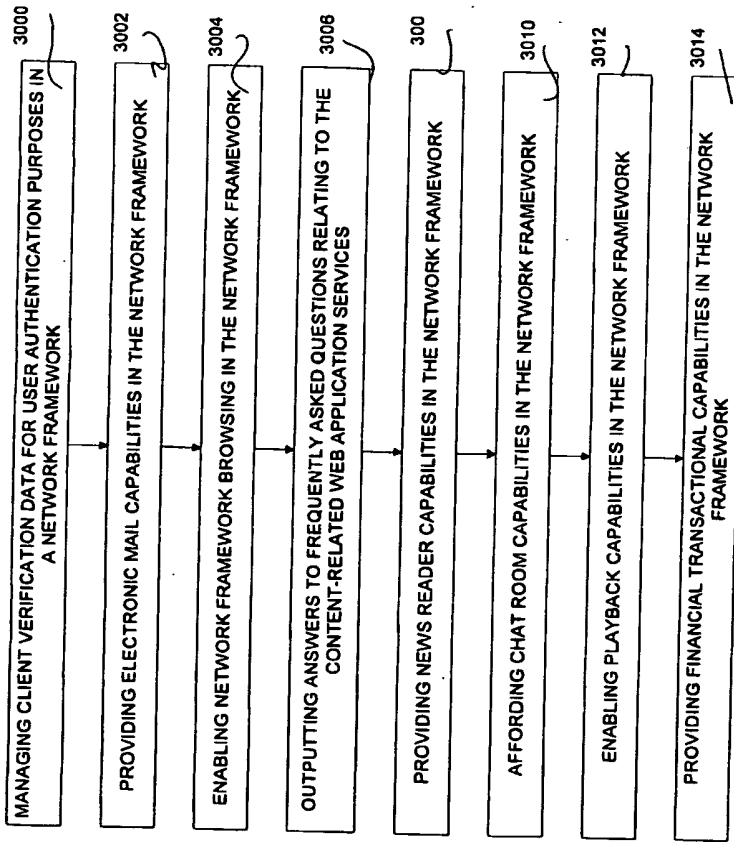 3000
MANAGING CLIENT VERIFICATION DATA FOR USER AUTHENTICATION PURPOSES IN
A NETWORK FRAMEWORK
3002
PROVIDING ELECTRONIC MAIL CAPABILITIES IN THE NETWORK FRAMEWORK
3004
ENABLING NETWORK FRAMEWORK BROWSING IN THE NETWORK FRAMEWORK
3006
OUTPUTTING ANSWERS TO FREQUENTLY ASKED QUESTIONS RELATING TO THE
CONTENT-RELATED WEB APPLICATION SERVICES
300
PROVIDING NEWS READER CAPABILITIES IN THE NETWORK FRAMEWORK
3010
AFFORDING CHAT ROOM CAPABILITIES IN THE NETWORK FRAMEWORK
3012
ENABLING PLAYBACK CAPABILITIES IN THE NETWORK FRAMEWORK
3014
PROVIDING FINANCIAL TRANSACTIONAL CAPABILITIES IN THE NETWORK
FRAMEWORK